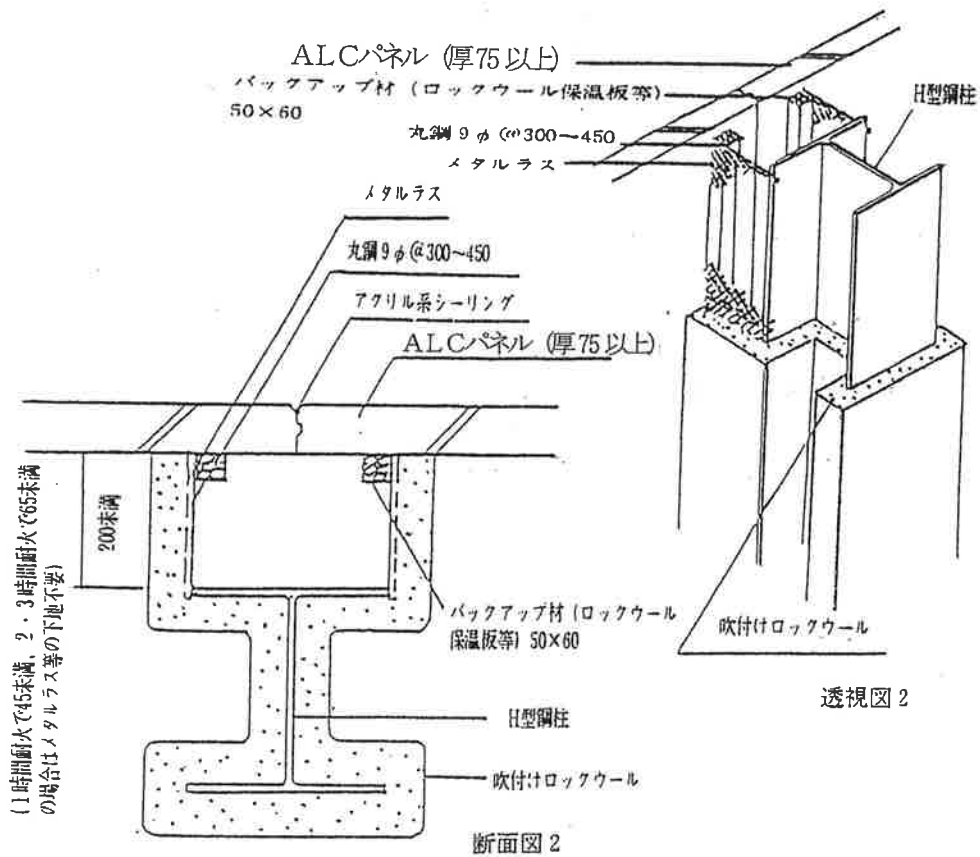 ALCパネル (厚75以上)
バックアップ材 (ロックウール保温板等)
50×60
H型鋼柱
丸鋼9φ@300〜450
メタルラス
メタルラス
丸鋼9φ@300〜450
アクリル系シーリング
ALCパネル (厚75以上)
200未満
(1時間耐火で45未満、2・3時間耐火で65未満
の場合はメタルラス等の下地不要)
バックアップ材 (ロックウール
保温板等) 50×60
吹付けロックウール
透視図2
H型鋼柱
吹付けロックウール
断面図2